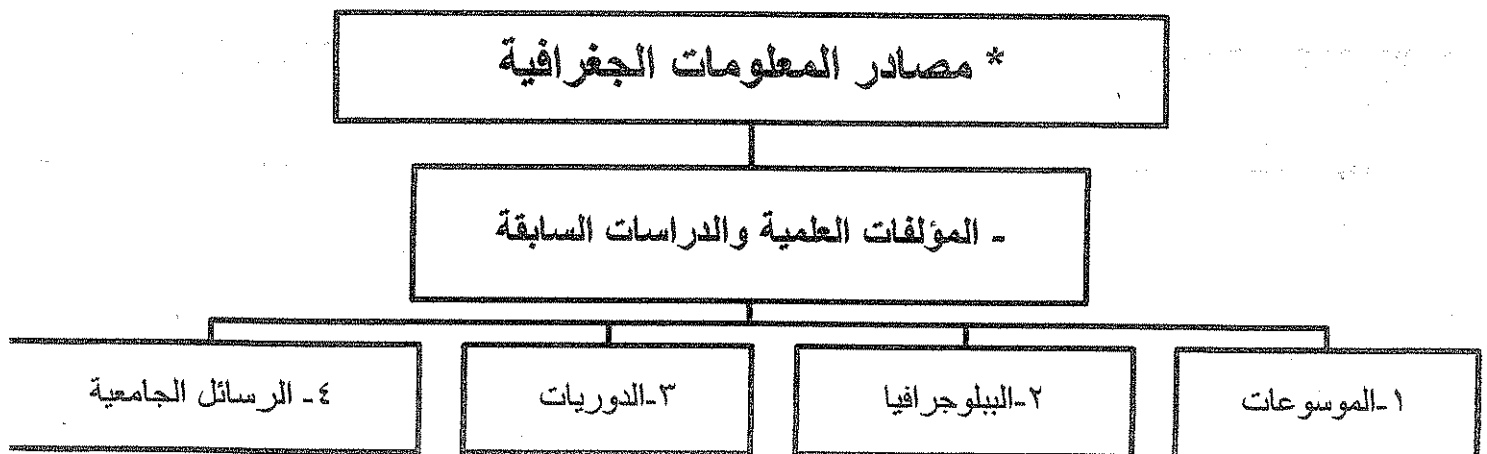 * مصادر المعلومات الجغرافية
- المؤلفات العلمية والدراسات السابقة
١-الموسوعات
٢-الببلوجرافيا
٣-الدوريات
٤- الرسائل الجامعية